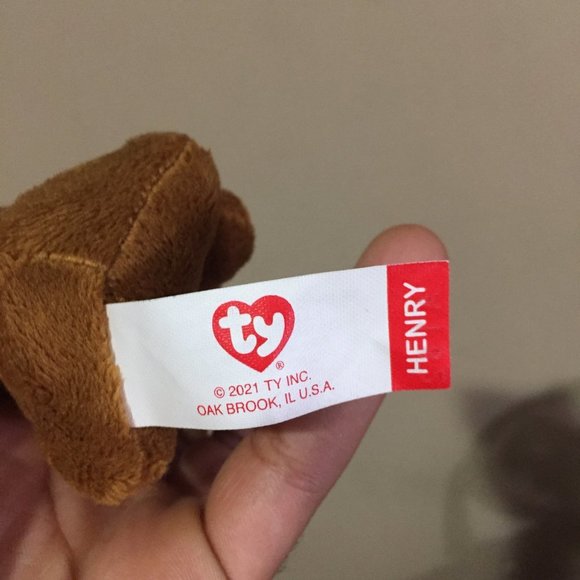 ty
®
© 2021 TY INC.
OAK BROOK, IL U.S.A.
HENRY